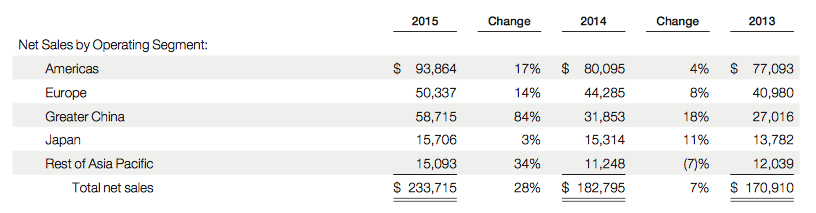 2015 Change 2014 Change 2013
Net Sales by Operating Segment:
Americas $ 93,864 17% $ 80,095 4% $ 77,093
Europe 50,337 14% 44,285 8% 40,980
Greater China 58,715 84% 31,853 18% 27,016
Japan 15,706 3% 15,314 11% 13,782
Rest of Asia Pacific 15,093 34% 11,248 (7)% 12,039
Total net sales $ 233,715 28% $ 182,795 7% $ 170,910